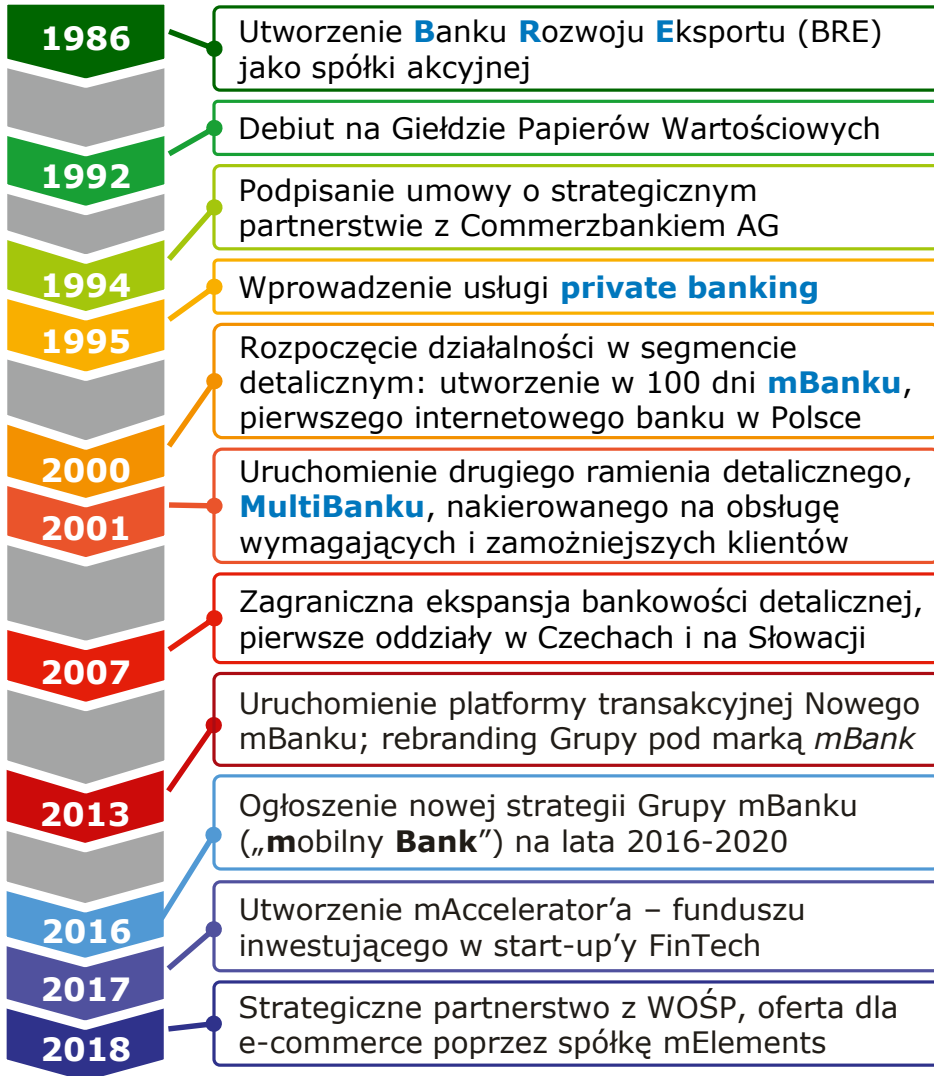 1986
Utworzenie Banku Rozwoju Eksportu (BRE)
jako spółki akcyjnej
1992
Debiut na Giełdzie Papierów Wartościowych
1994
Podpisanie umowy o strategicznym
partnerstwie z Commerzbankiem AG
1995
Wprowadzenie usługi private banking
2000
Rozpoczęcie działalności w segmencie
detalicznym: utworzenie w 100 dni mBanku,
pierwszego internetowego banku w Polsce
2001
Uruchomienie drugiego ramienia detalicznego,
MultiBanku, nakierowanego na obsługę
wymagających i zamożniejszych klientów
2007
Zagraniczna ekspansja bankowości detalicznej,
pierwsze oddziały w Czechach i na Słowacji
2013
Uruchomienie platformy transakcyjnej Nowego
mBanku; rebranding Grupy pod marką mBank
2016
Ogłoszenie nowej strategii Grupy mBanku
(„mobilny Bank”) na lata 2016-2020
2017
Utworzenie mAccelerator’a – funduszu
inwestującego w start-up’y FinTech
2018
Strategiczne partnerstwo z WOŚP, oferta dla
e-commerce poprzez spółkę mElements